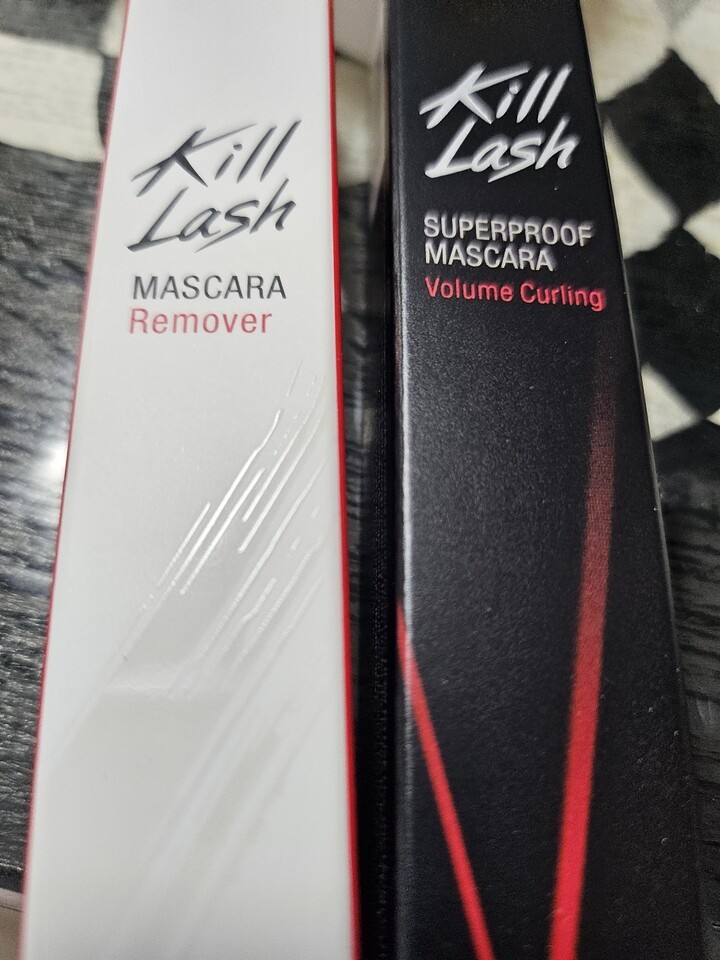 Kill
Lash
MASCARA
Remover
Kill
Lash
SUPERPROOF
MASCARA
Volume Curling